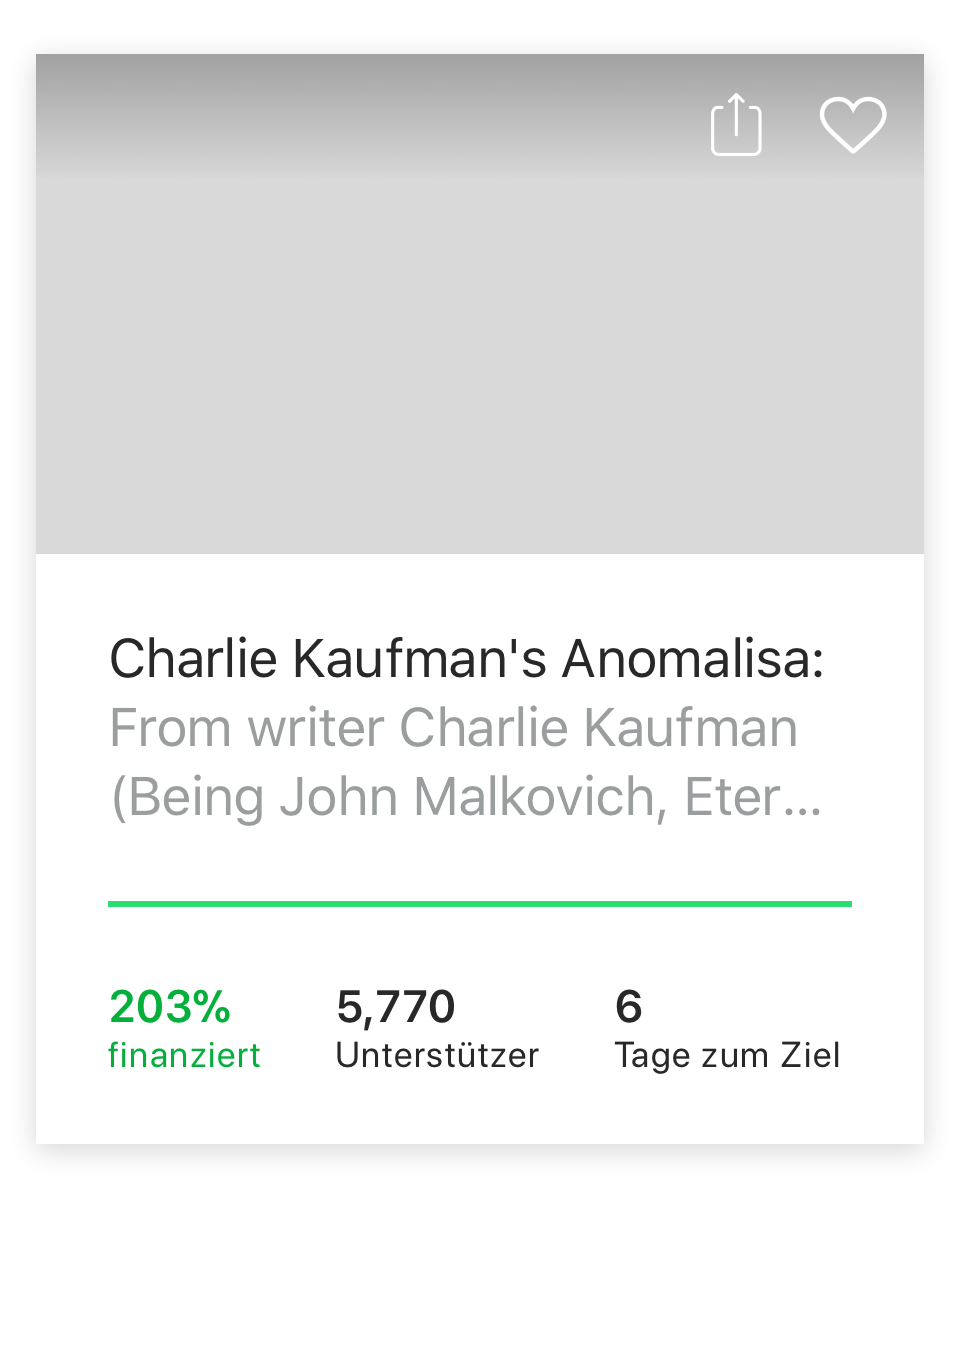 Charlie Kaufman's Anomalisa:
From writer Charlie Kaufman
(Being John Malkovich, Eter...
203% 5,770 6
finanziert Unterstützer Tage zum Ziel